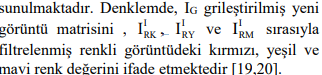 sunulmaktadır. Denklemde, I_G grileştirilmiş yeni
görüntü matrisini , I^I_RK , I^I_RY ve I^I_RM sırasıyla
filtrelenmiş renkli görüntüdeki kırmızı, yeşil ve
mavi renk değerini ifade etmektedir [19,20].